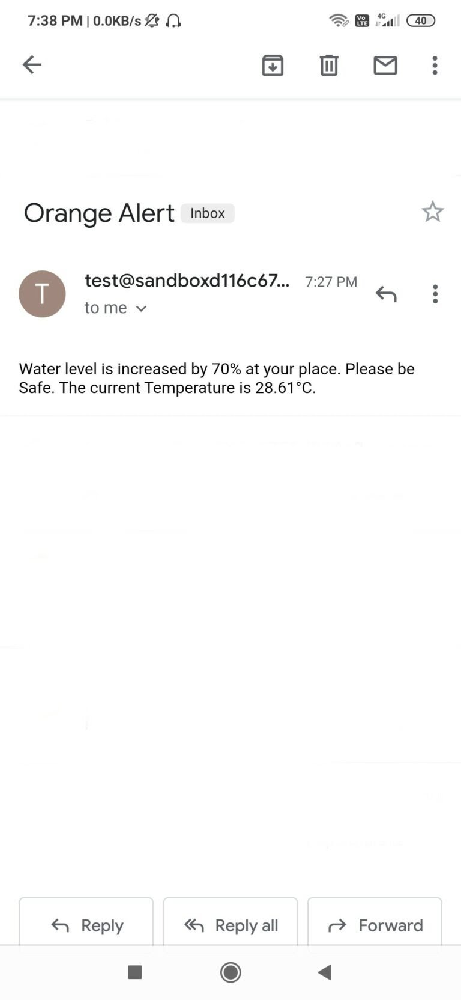 7:38 PM | 0.0KB/s
Vo LTE 4G 40
Orange Alert Inbox
T
test@sandboxd116c67... 7:27 PM
to me
Water level is increased by 70% at your place. Please be
Safe. The current Temperature is 28.61°C.
Reply Reply all Forward